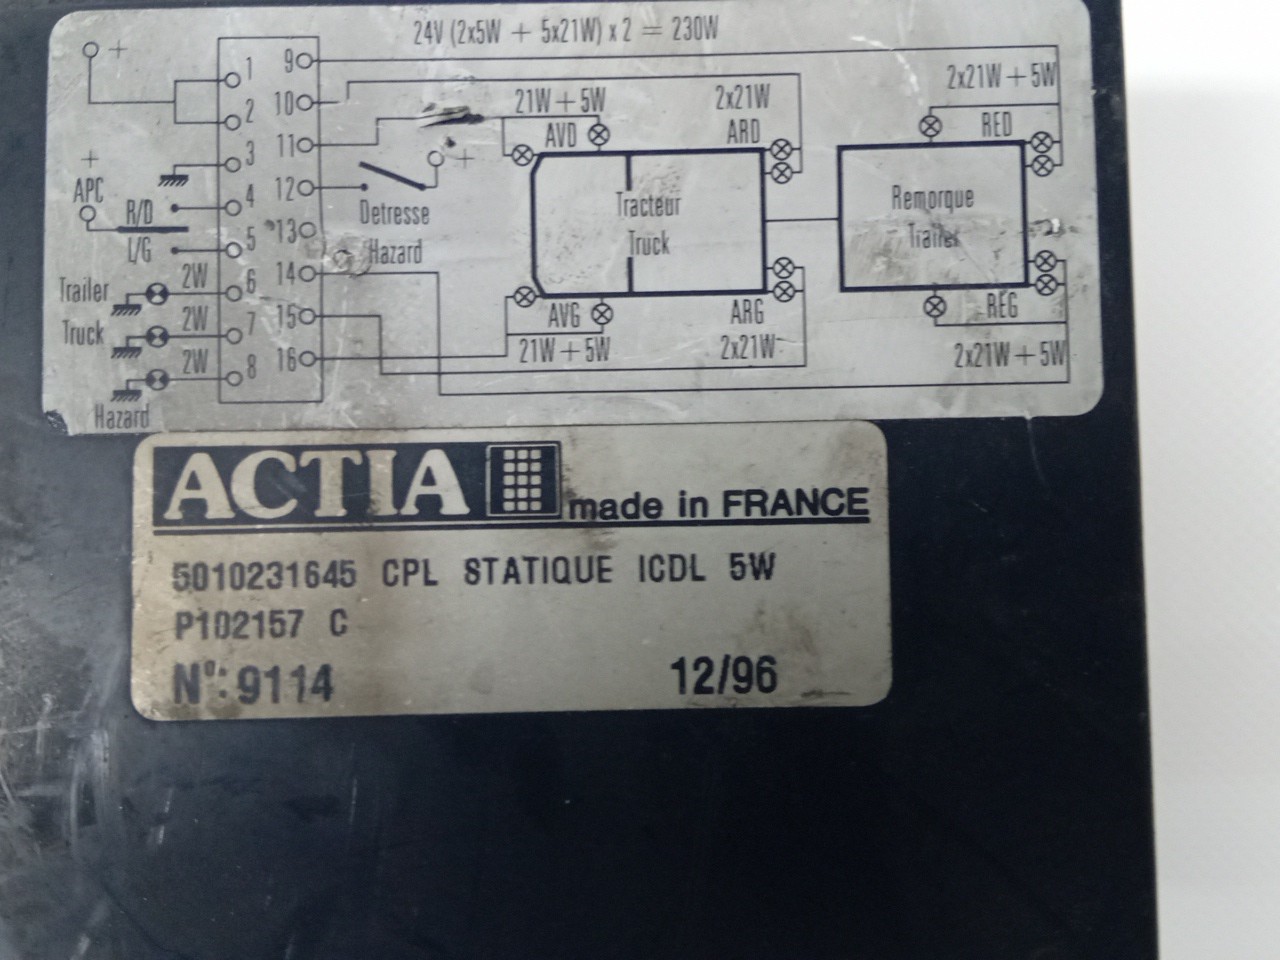 24V (2x5W + 5x21W) x 2 = 230W
+
1
2
3
4
5
6
7
8
9
10
11
12
13
14
15
16
+
APC
R/D
L/G
Trailer
2W
Truck
2W
2W
Hazard
+
Detresse
Hazard
21W + 5W
AVD
2x21W
ARD
2x21W + 5W
RED
Tracteur
Truck
Remorque
Trailer
AVG
21W + 5W
ARG
2x21W
REG
2x21W + 5W
ACTIA made in FRANCE
5010231645 CPL STATIQUE ICDL 5W
P102157 C
N°: 9114 12/96